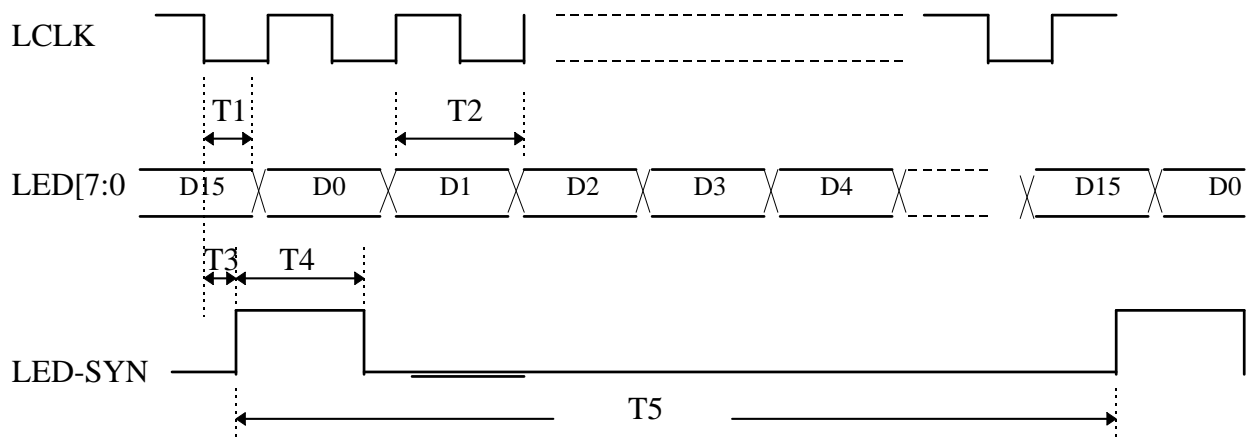 LCLK
T1 T2
LED[7:0 D15 D0 D1 D2 D3 D4 D15 D0
T3 T4
LED-SYN
T5